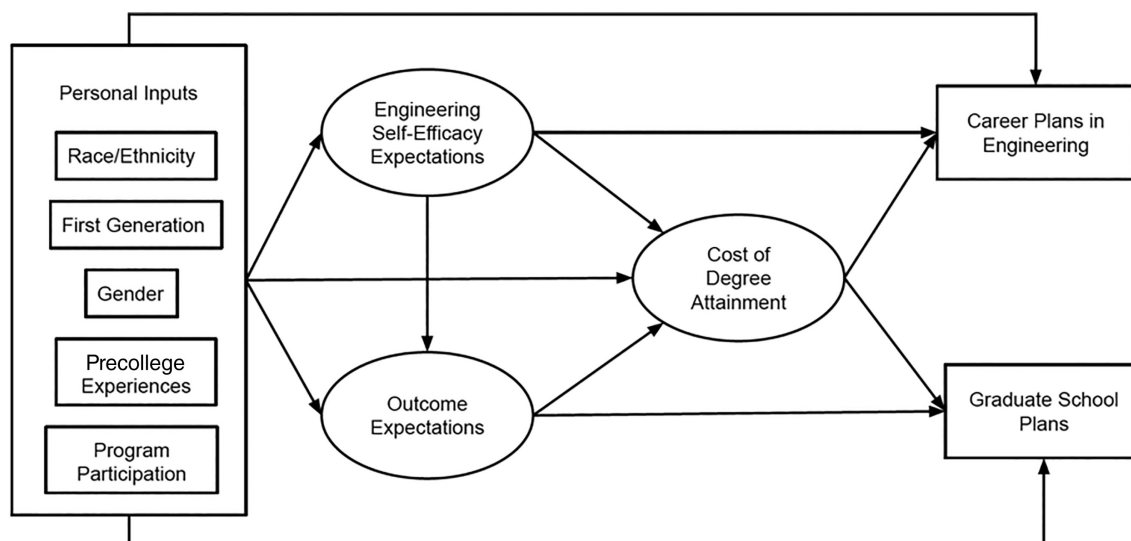 Personal Inputs
Race/Ethnicity
First Generation
Gender
Precollege
Experiences
Program
Participation
Engineering
Self-Efficacy
Expectations
Outcome
Expectations
Cost of
Degree
Attainment
Career Plans in
Engineering
Graduate School
Plans